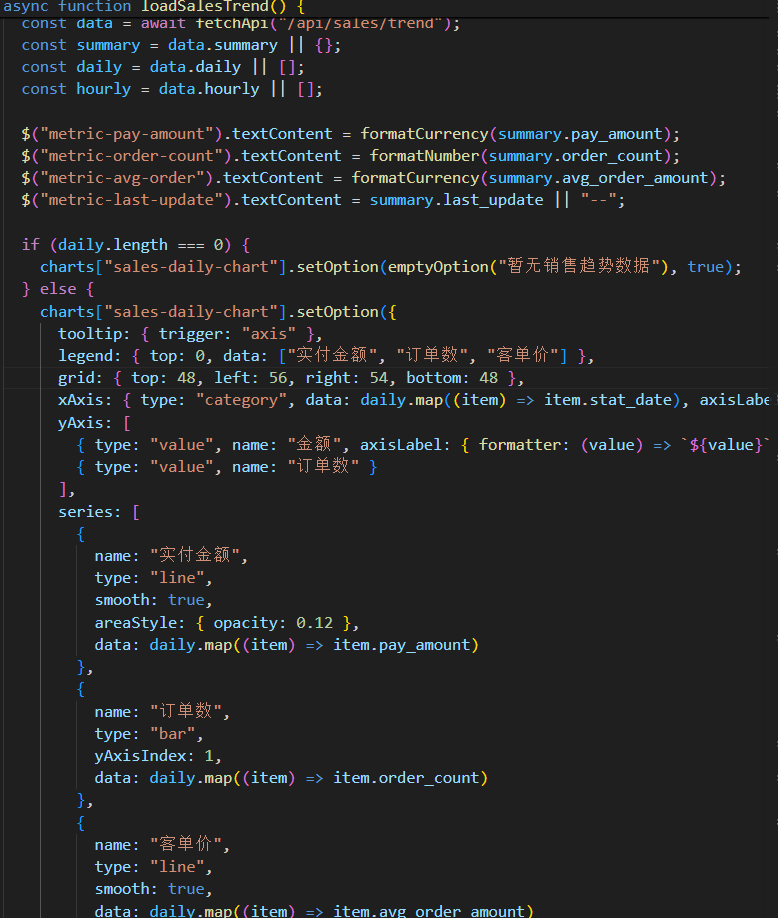 async function loadSalesTrend() {
  const data = await fetchApi("/api/sales/trend");
  const summary = data.summary || {};
  const daily = data.daily || [];
  const hourly = data.hourly || [];

  $("metric-pay-amount").textContent = formatCurrency(summary.pay_amount);
  $("metric-order-count").textContent = formatNumber(summary.order_count);
  $("metric-avg-order").textContent = formatCurrency(summary.avg_order_amount);
  $("metric-last-update").textContent = summary.last_update || "--";

  if (daily.length === 0) {
    charts["sales-daily-chart"].setOption(emptyOption("暂无销售趋势数据"), true);
  } else {
    charts["sales-daily-chart"].setOption({
      tooltip: { trigger: "axis" },
      legend: { top: 0, data: ["实付金额", "订单数", "客单价"] },
      grid: { top: 48, left: 56, right: 54, bottom: 48 },
      xAxis: { type: "category", data: daily.map((item) => item.stat_date), axisLabe
      yAxis: [
        { type: "value", name: "金额", axisLabel: { formatter: (value) => `${value}`
        { type: "value", name: "订单数" }
      ],
      series: [
        {
          name: "实付金额",
          type: "line",
          smooth: true,
          areaStyle: { opacity: 0.12 },
          data: daily.map((item) => item.pay_amount)
        },
        {
          name: "订单数",
          type: "bar",
          yAxisIndex: 1,
          data: daily.map((item) => item.order_count)
        },
        {
          name: "客单价",
          type: "line",
          smooth: true,
          data: daily.map((item) => item.avg_order_amount)